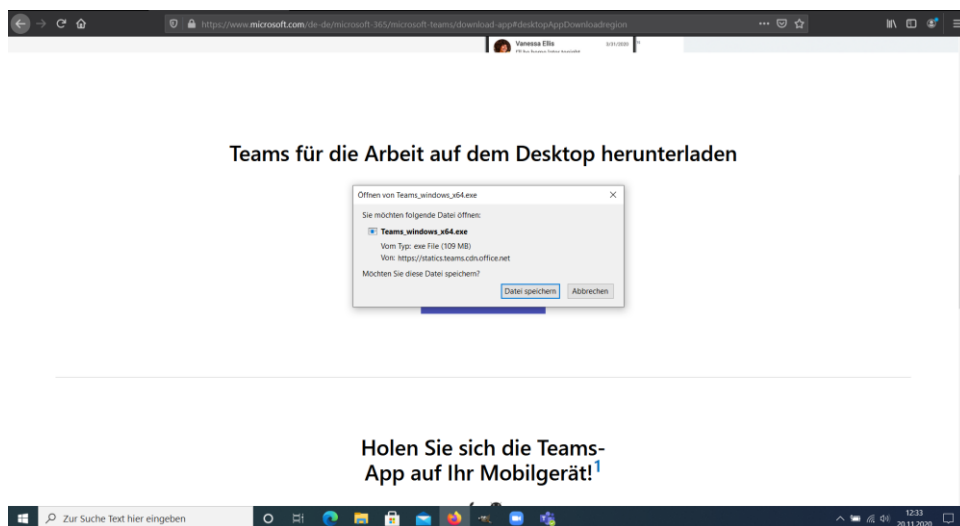 https://www.microsoft.com/de-de/microsoft-365/microsoft-teams/download-app#desktopAppDownloadregion
Vanessa Ellis
Teams für die Arbeit auf dem Desktop herunterladen
Öffnen von Teams_windows_x64.exe
Sie möchten folgende Datei öffnen:
Teams_windows_x64.exe
Vom Typ: exe File (109 MB)
Von: https://statics.teams.cdn.office.net
Möchten Sie diese Datei speichern?
Datei speichern Abbrechen
Holen Sie sich die Teams-
App auf Ihr Mobilgerät!1
Zur Suche Text hier eingeben
12:33
20.11.2020